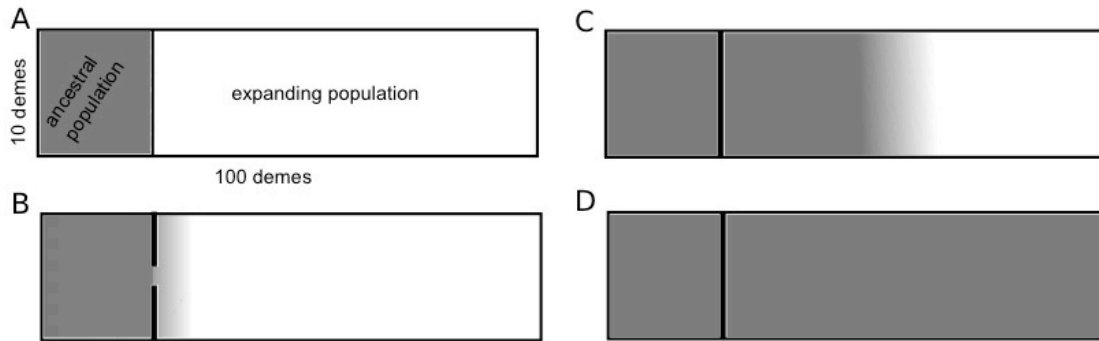 A
10 demes
ancestral
population
expanding population
100 demes
B
C
D